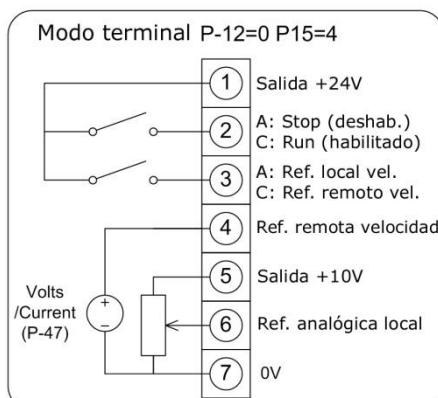 Modo terminal P-12=0 P15=4
1 Salida +24V
2 A: Stop (deshab.)
C: Run (habilitado)
3 A: Ref. local vel.
C: Ref. remoto vel.
4 Ref. remota velocidad
5 Salida +10V
Volts
/Current
(P-47)
+
−
6 Ref. analógica local
7 0V